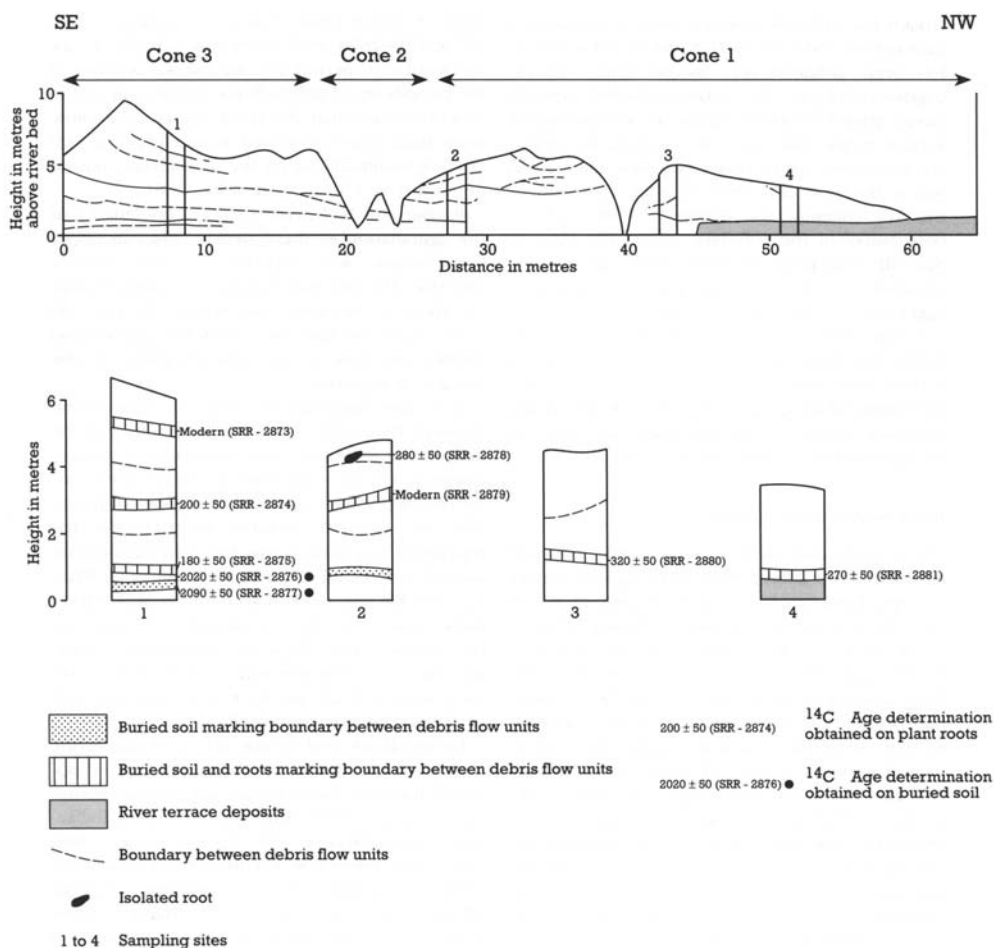 SE NW
Cone 3 Cone 2 Cone 1
Height in metres
above river bed
10
5
0
1 2 3 4
0 10 20 30 40 50 60
Distance in metres
Height in metres
6
4
2
0
Modern (SRR - 2873)
200 ± 50 (SRR - 2874)
180 ± 50 (SRR - 2875)
2020 ± 50 (SRR - 2876)
2090 ± 50 (SRR - 2877)
1
280 ± 50 (SRR - 2878)
Modern (SRR - 2879)
2
320 ± 50 (SRR - 2880)
3
270 ± 50 (SRR - 2881)
4
Buried soil marking boundary between debris flow units
Buried soil and roots marking boundary between debris flow units
River terrace deposits
Boundary between debris flow units
Isolated root
1 to 4 Sampling sites
200 ± 50 (SRR - 2874) 14C Age determination
obtained on plant roots
2020 ± 50 (SRR - 2876) 14C Age determination
obtained on buried soil